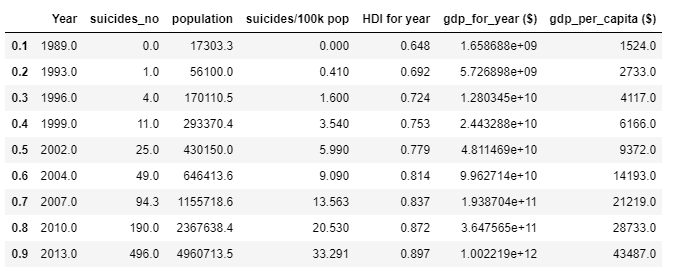 Year suicides_no population suicides/100k pop HDI for year gdp_for_year ($) gdp_per_capita ($)
0.1 1989.0 0.0 17303.3 0.000 0.648 1.658688e+09 1524.0
0.2 1993.0 1.0 56100.0 0.410 0.692 5.726898e+09 2733.0
0.3 1996.0 4.0 170110.5 1.600 0.724 1.280345e+10 4117.0
0.4 1999.0 11.0 293370.4 3.540 0.753 2.443288e+10 6166.0
0.5 2002.0 25.0 430150.0 5.990 0.779 4.811469e+10 9372.0
0.6 2004.0 49.0 646413.6 9.090 0.814 9.962714e+10 14193.0
0.7 2007.0 94.3 1155718.6 13.563 0.837 1.938704e+11 21219.0
0.8 2010.0 190.0 2367638.4 20.530 0.872 3.647565e+11 28733.0
0.9 2013.0 496.0 4960713.5 33.291 0.897 1.002219e+12 43487.0